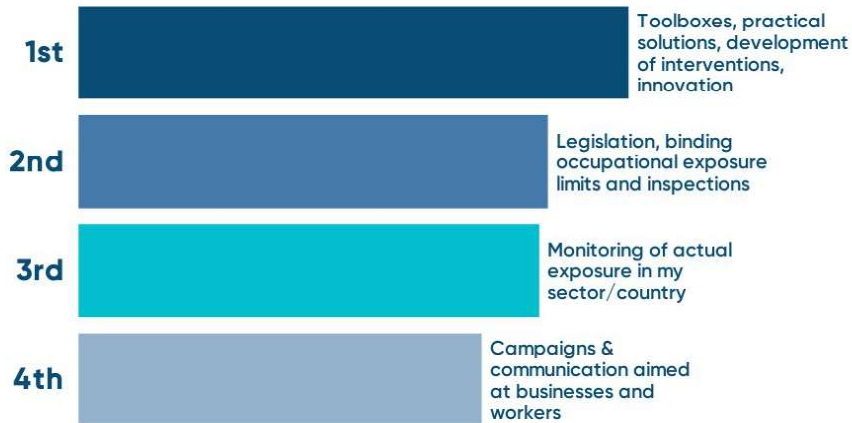 1st
Toolboxes, practical
solutions, development
of interventions,
innovation
2nd
Legislation, binding
occupational exposure
limits and inspections
3rd
Monitoring of actual
exposure in my
sector/country
4th
Campaigns &
communication aimed
at businesses and
workers